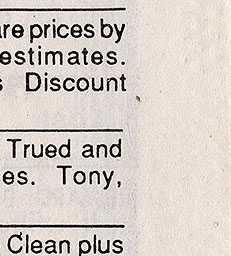 are prices by
estimates.
s Discount
Trued and
es. Tony,
Clean plus